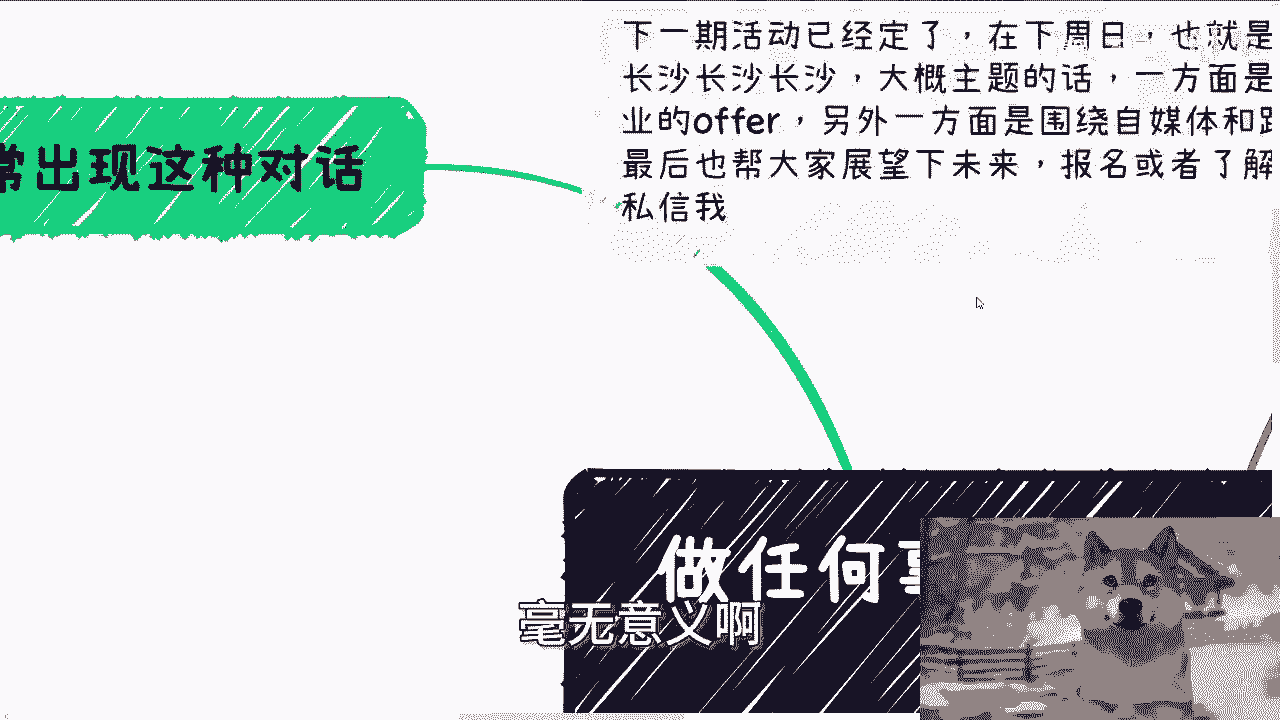 下一期活动已经定了，在下周日，也就是
长沙长沙长沙，大概主题的话，一方面是
业的offer，另外一方面是围绕自媒体和
最后也帮大家展望下未来，报名或者了解
私信我
常出现这种对话
做任何
毫无意义啊